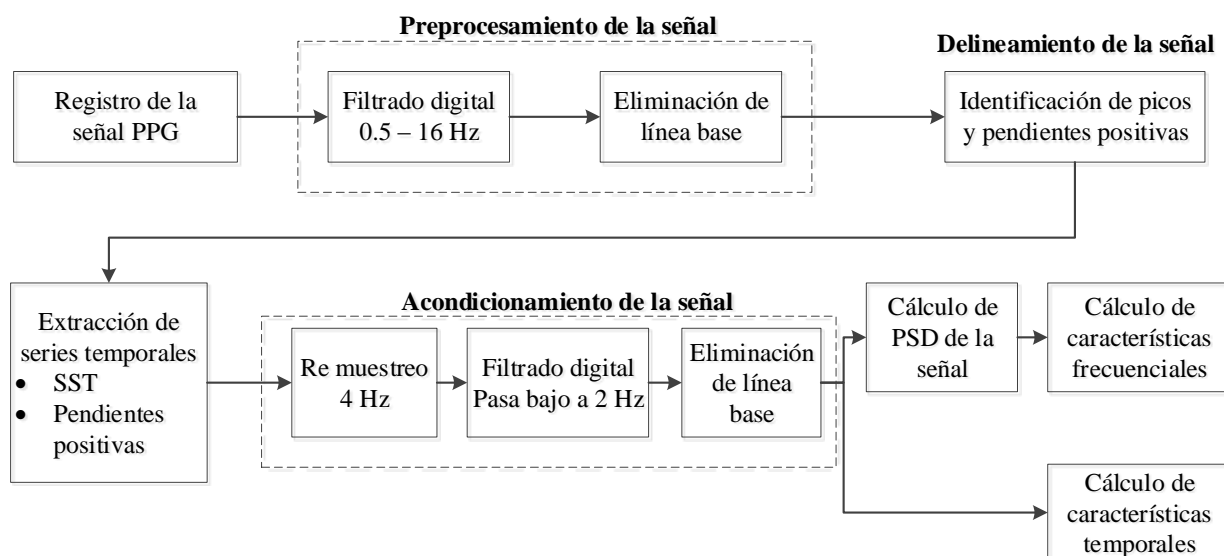 Preprocesamiento de la señal
Delineamiento de la señal
Registro de la
señal PPG
Filtrado digital
0.5 – 16 Hz
Eliminación de
línea base
Identificación de picos
y pendientes positivas
Extracción de
series temporales
• SST
• Pendientes
positivas
Acondicionamiento de la señal
Re muestreo
4 Hz
Filtrado digital
Pasa bajo a 2 Hz
Eliminación
de línea
base
Cálculo de
PSD de la
señal
Cálculo de
características
frecuenciales
Cálculo de
características
temporales